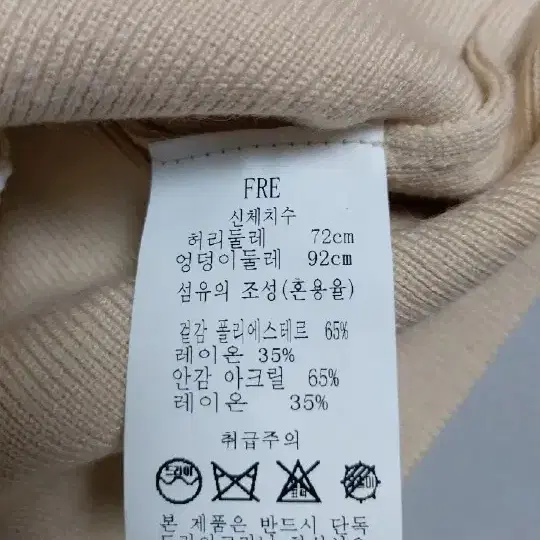 FRE
신체치수
허리둘레 72cm
엉덩이둘레 92cm
섬유의 조성(혼용율)
겉감 폴리에스테르 65%
레이온 35%
안감 아크릴 65%
레이온 35%
취급주의
드라이
본 제품은 반드시 단독